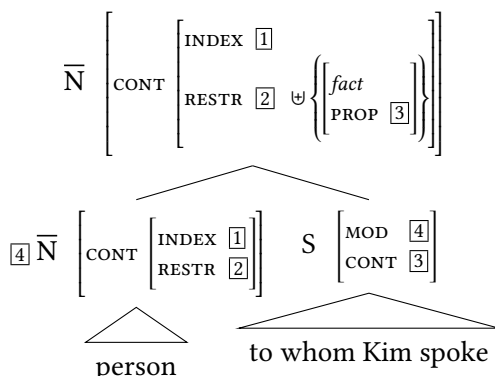 N̅ [CONT [INDEX 1
RESTR 2 ⊎ {[fact
PROP 3]}]]
4 N̅ [CONT [INDEX 1
RESTR 2]] S [MOD 4
CONT 3]
person to whom Kim spoke